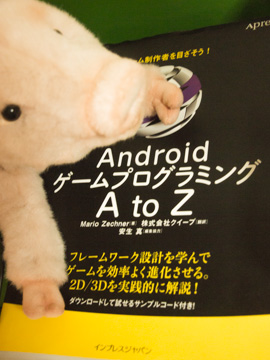 Apre
ム制作者を目ざそう！
Android
ゲームプログラミング
A to Z
Mario Zechner［著］ 株式会社クイープ［翻訳］
安生 真［編集協力］
フレームワーク設計を学んで
ゲームを効率よく進化させる。
2D/3Dを実践的に解説！
ダウンロードして試せるサンプルコード付き！
インプレスジャパン